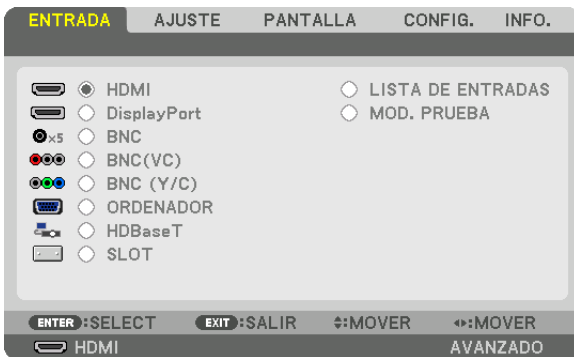 ENTRADA AJUSTE PANTALLA CONFIG. INFO.
HDMI LISTA DE ENTRADAS
DisplayPort MOD. PRUEBA
×5 BNC
BNC(VC)
BNC (Y/C)
ORDENADOR
HDBaseT
SLOT
ENTER :SELECT EXIT :SALIR :MOVER :MOVER
HDMI AVANZADO